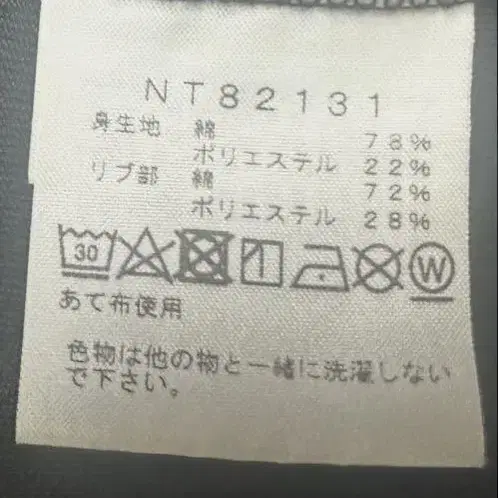 NT82131
身生地 綿 78%
ポリエステル 22%
リブ部 綿 72%
ポリエステル 28%
30 W
あて布使用
色物は他の物と一緒に洗濯しない
で下さい。